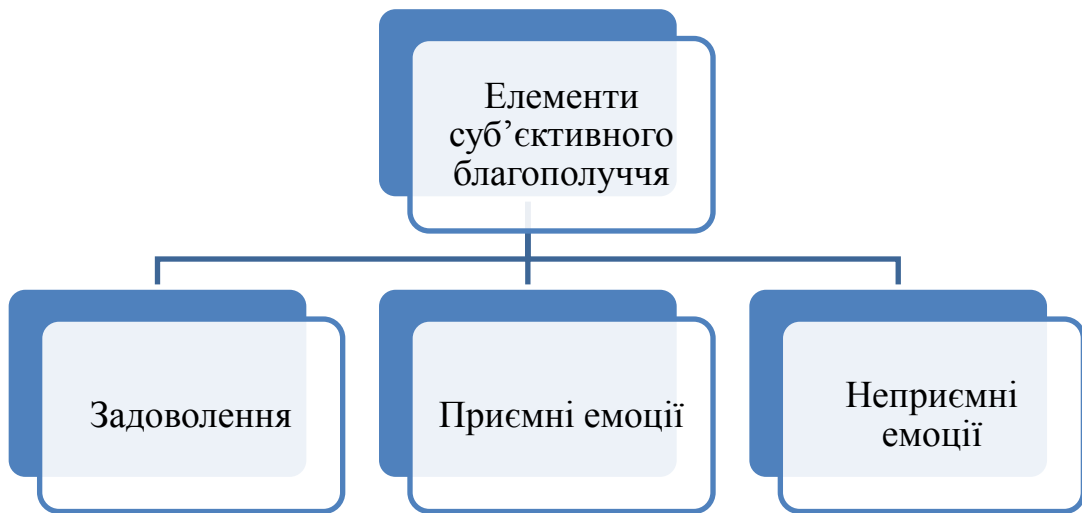 Елементи
суб’єктивного
благополуччя
Задоволення
Приємні емоції
Неприємні
емоції